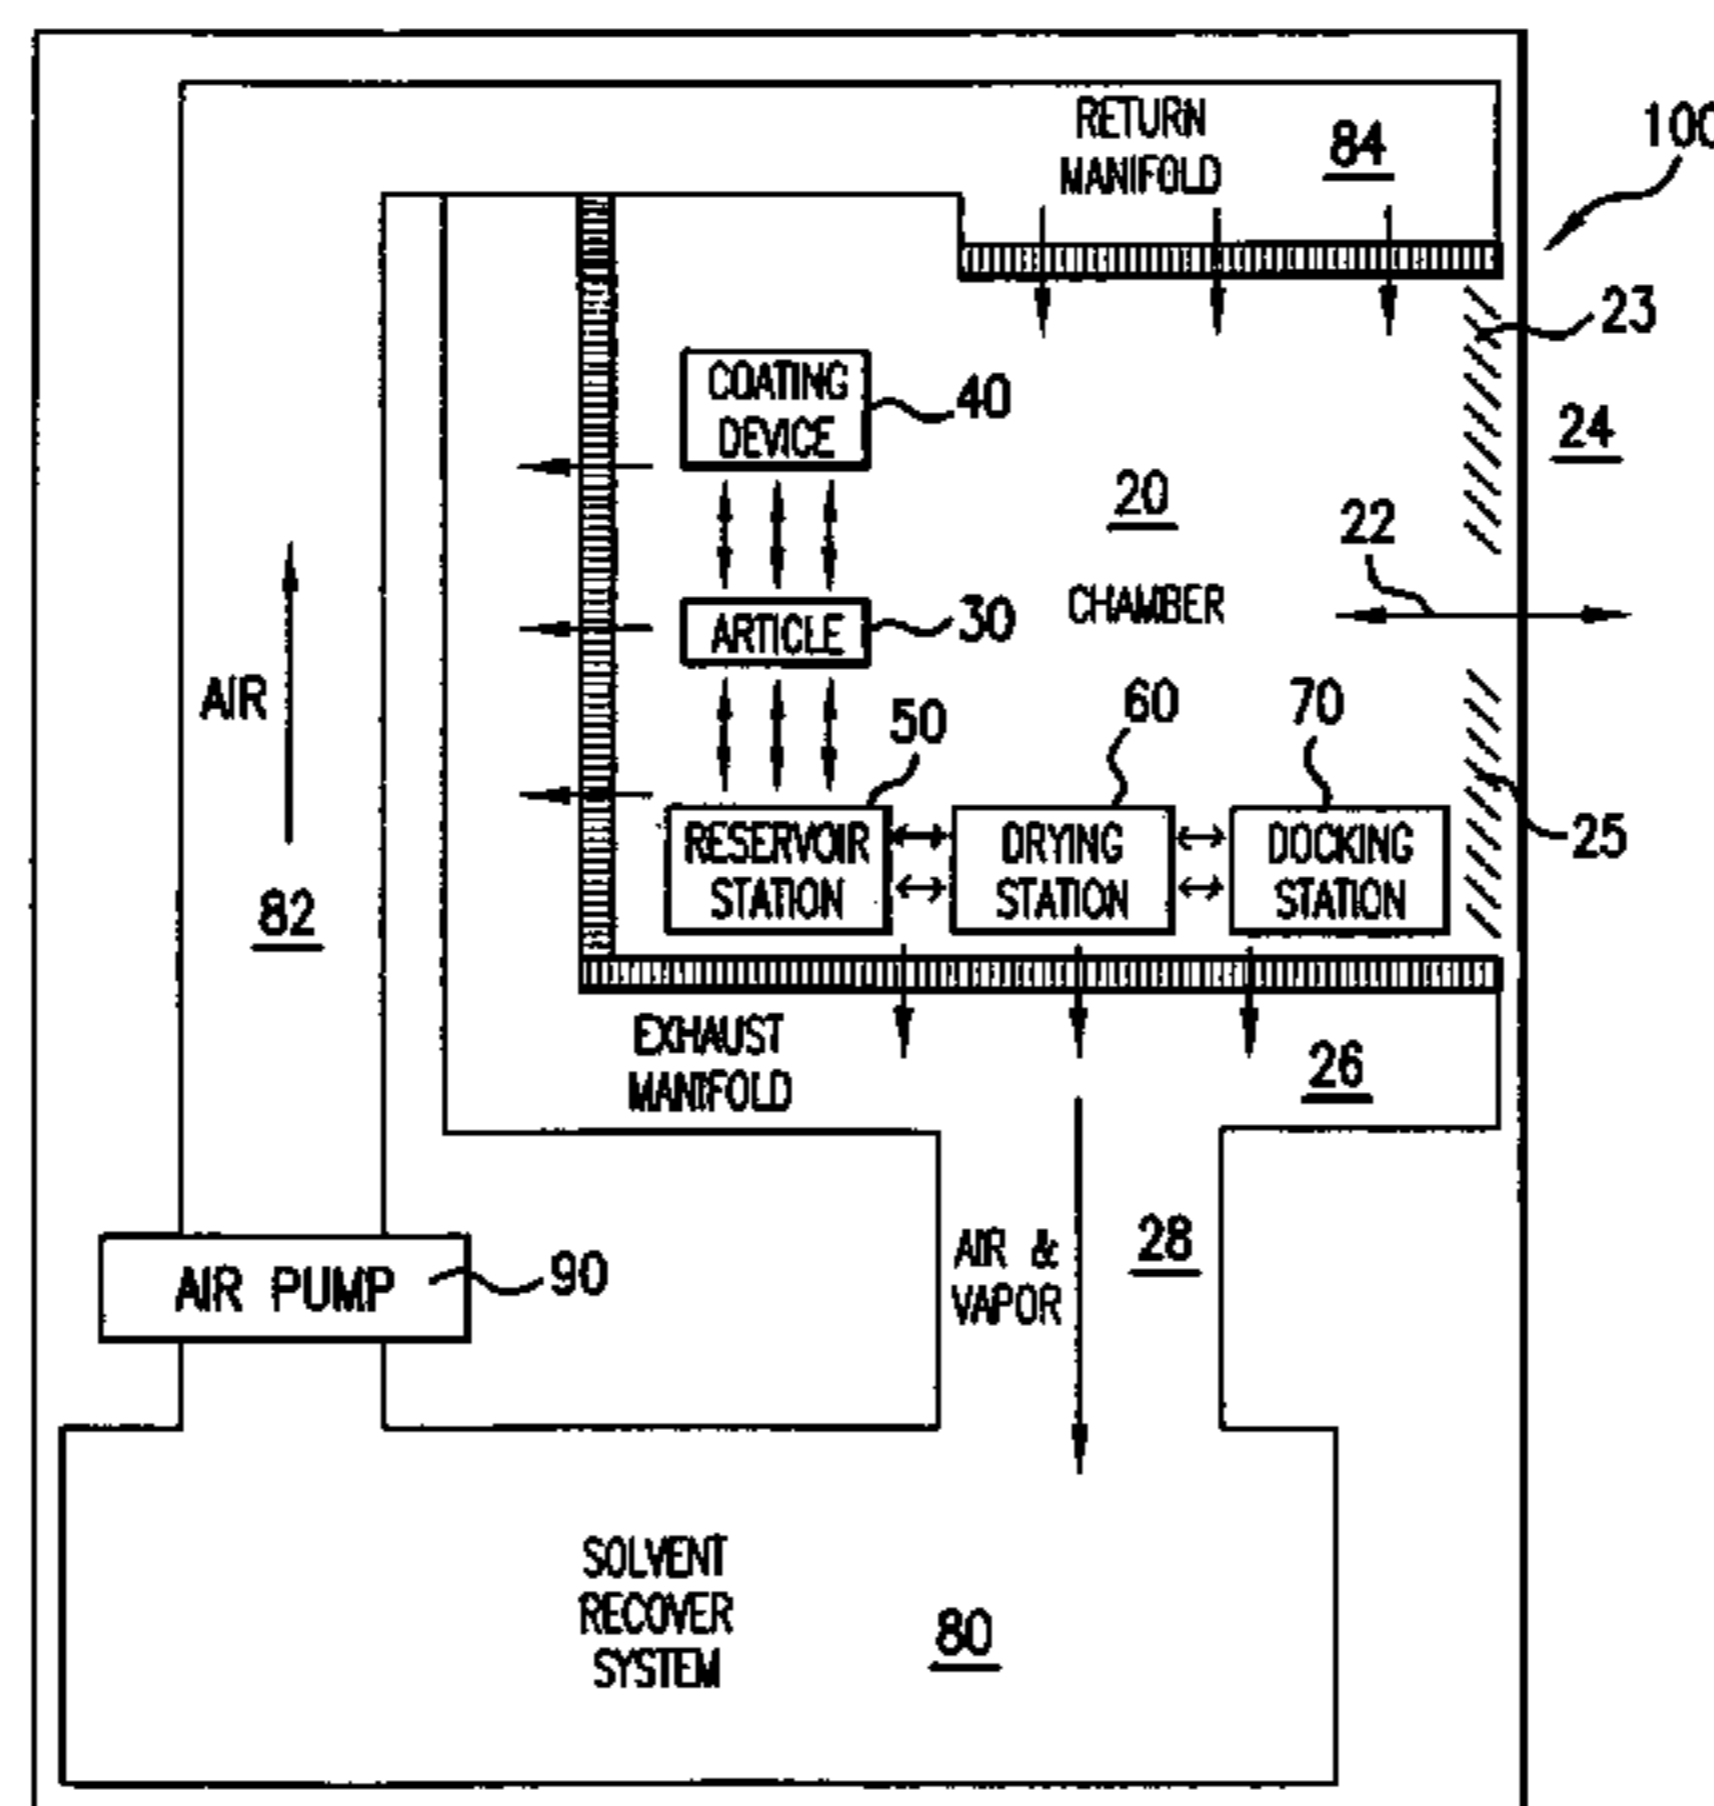 RETURN
MANIFOLD
84
100
23
COATING
DEVICE
40
24
20
22
CHAMBER
ARTICLE
30
AIR
50
60
70
RESERVOIR
STATION
DRYING
STATION
DOCKING
STATION
25
82
EXHAUST
MANIFOLD
26
AIR &
VAPOR
28
AIR PUMP
90
SOLVENT
RECOVER
SYSTEM
80